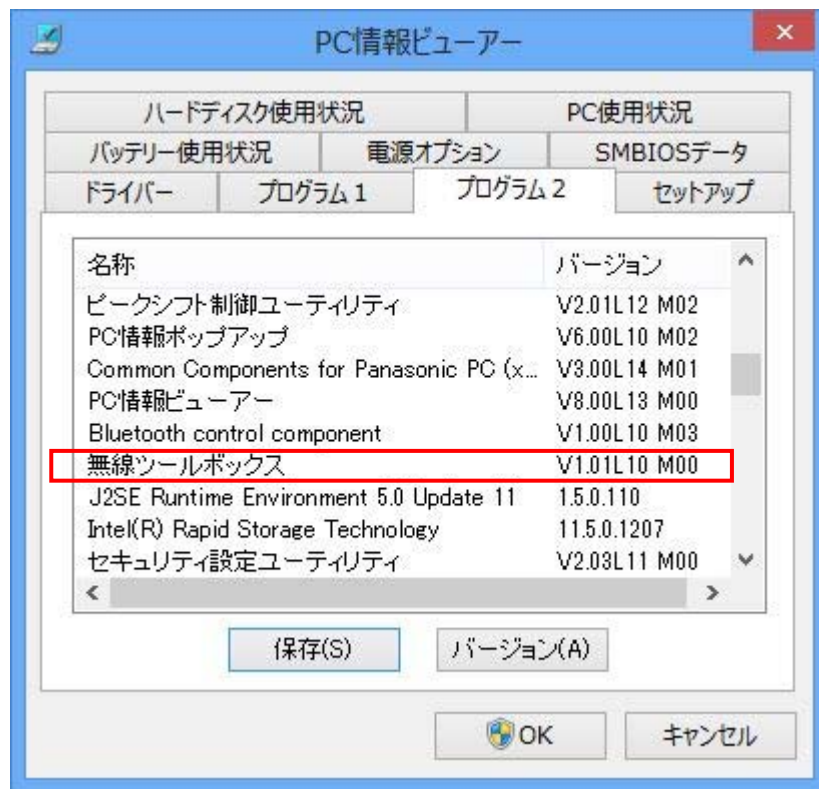 PC情報ビューアー
ハードディスク使用状況 PC使用状況
バッテリー使用状況 電源オプション SMBIOSデータ
ドライバー プログラム1 プログラム2 セットアップ
名称 バージョン
ピークシフト制御ユーティリティ V2.01L12 M02
PC情報ポップアップ V6.00L10 M02
Common Components for Panasonic PC (x... V3.00L14 M01
PC情報ビューアー V8.00L13 M00
Bluetooth control component V1.00L10 M03
無線ツールボックス V1.01L10 M00
J2SE Runtime Environment 5.0 Update 11 1.5.0.110
Intel(R) Rapid Storage Technology 11.5.0.1207
セキュリティ設定ユーティリティ V2.03L11 M00
保存(S) バージョン(A)
OK キャンセル